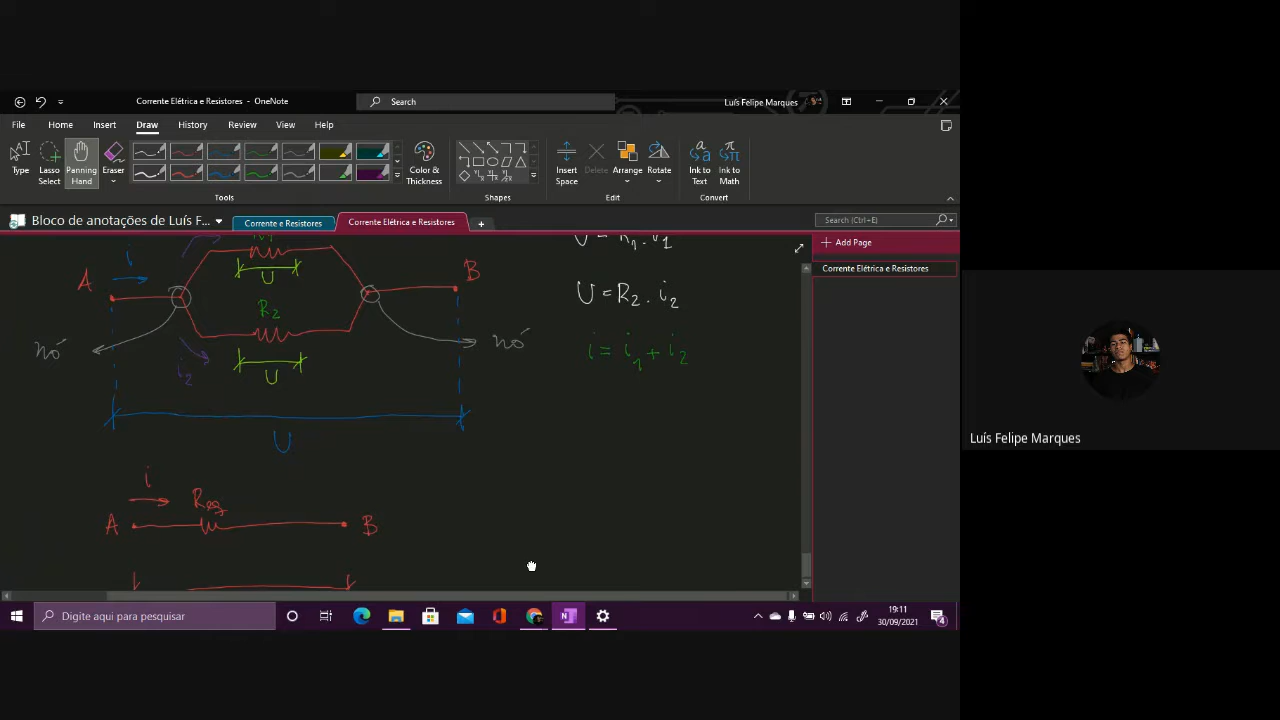 Corrente Elétrica e Resistores - OneNote
Search
Luís Felipe Marques
File Home Insert Draw History Review View Help
Type Lasso Select Panning Hand Eraser Color & Thickness Insert Space Delete Arrange Rotate Ink to Text Ink to Math
Tools Shapes Edit Convert
Bloco de anotações de Luís F...
Corrente e Resistores
Corrente Elétrica e Resistores
Search (Ctrl+E)
Add Page
Corrente Elétrica e Resistores
i
A
U
B
R2
nó
nó
i2
U
U
U = R2 . i2
i = i1 + i2
i
Req
A
B
Luís Felipe Marques
Digite aqui para pesquisar
19:11
30/09/2021
4